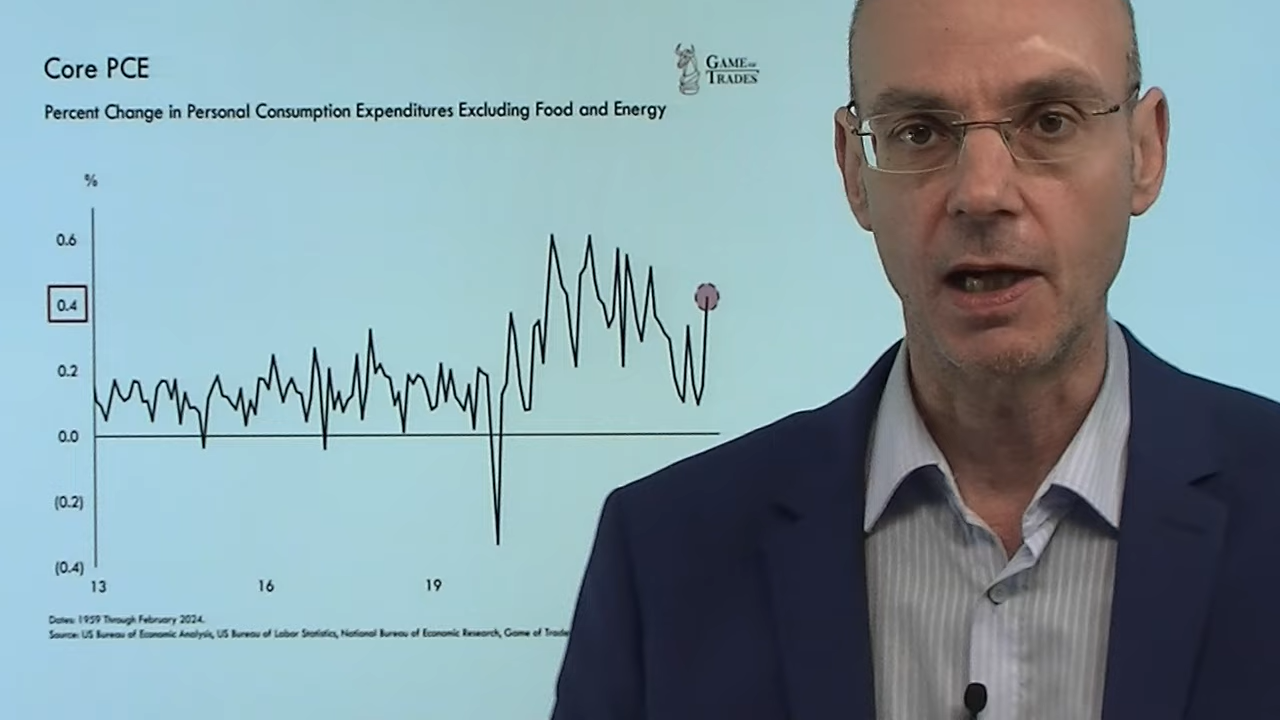 Core PCE
GAME OF
TRADES
Percent Change in Personal Consumption Expenditures Excluding Food and Energy
%
0.6
0.4
0.2
0.0
(0.2)
(0.4)
13 16 19
Dates: 1959 Through February 2024.
Source: US Bureau of Economic Analysis, US Bureau of Labor Statistics, National Bureau of Economic Research, Game of Trade